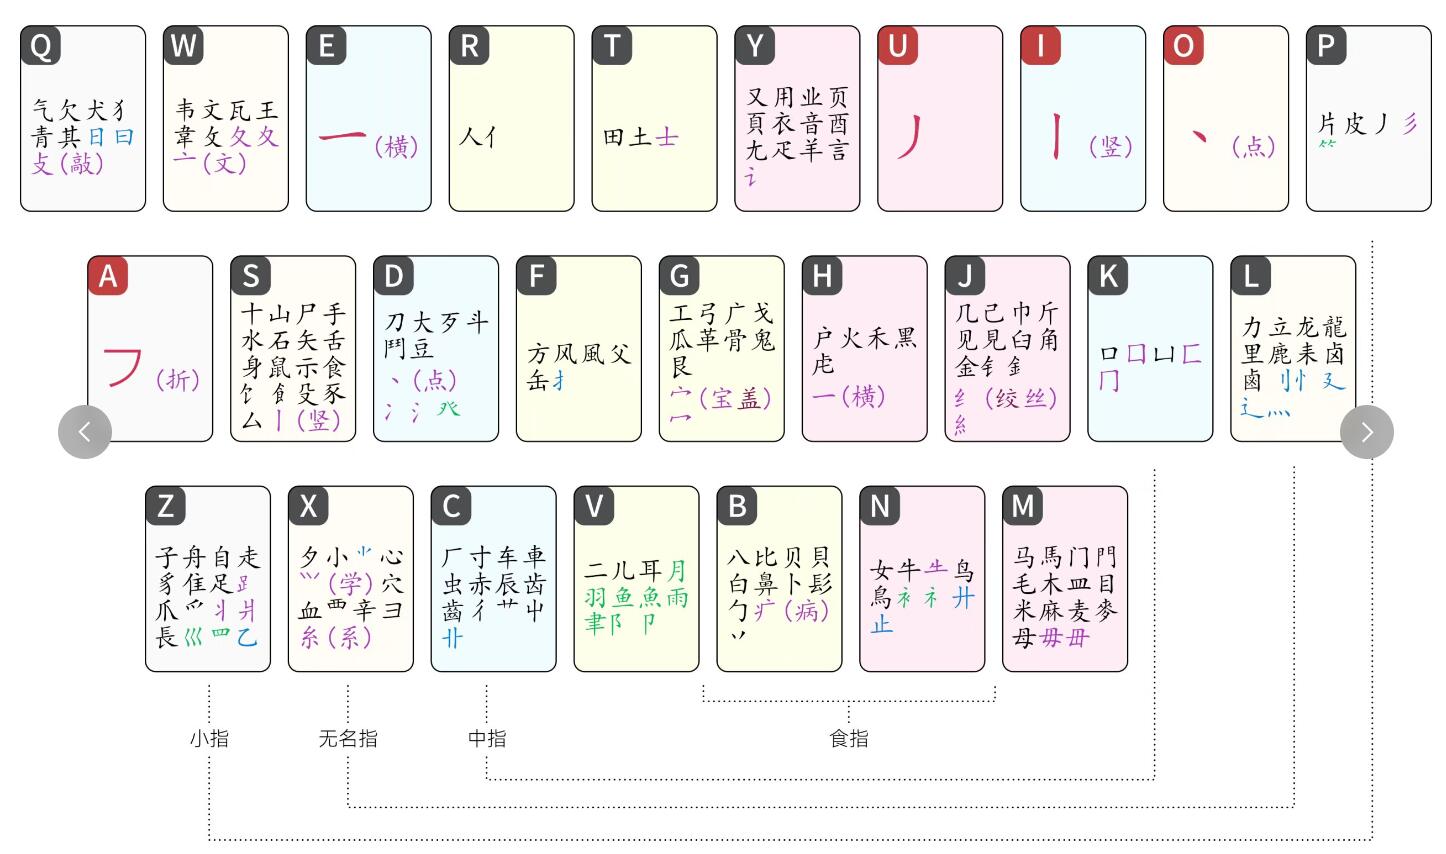 Q
气欠犬犭
青其日曰
攴(敲)
W
韦文瓦王
韋攵夂夊
亠(文)
E
一(横)
R
人亻
T
田土士
Y
又用业页
頁衣音酉
尢疋羊言
讠
U
丿
I
丨(竖)
O
丶(点)
P
片皮丿彡
⺮
A
㇇(折)
S
十山尸手
水石矢舌
身鼠示食
饣飠殳豕
厶丨(竖)
D
刀大歹斗
鬥豆
丶(点)
冫氵癶
F
方风風父
缶扌
G
工弓广戈
瓜革骨鬼
艮
宀(宝盖)
冖
H
户火禾黑
虍
一(横)
J
几己巾斤
见見臼角
金钅釒
纟(绞丝)
糹
K
口囗凵匚
冂
L
力立龙龍
里鹿耒卤
鹵刂忄廴
辶灬
Z
子舟自走
豸隹足𧾷
爪爫丬爿
長巛罒乙
X
夕小⺌心
⺍(学)穴
血覀辛彐
糸(系)
C
厂寸车車
虫赤辰齿
齒彳艹屮
卝
V
二儿耳月
羽鱼魚雨
聿阝卩
B
八比贝貝
白鼻卜髟
勹疒(病)
丷
N
女牛⺧鸟
鳥衤礻廾
止
M
马馬门門
毛木皿目
米麻麦麥
母毋毌
小指
无名指
中指
食指